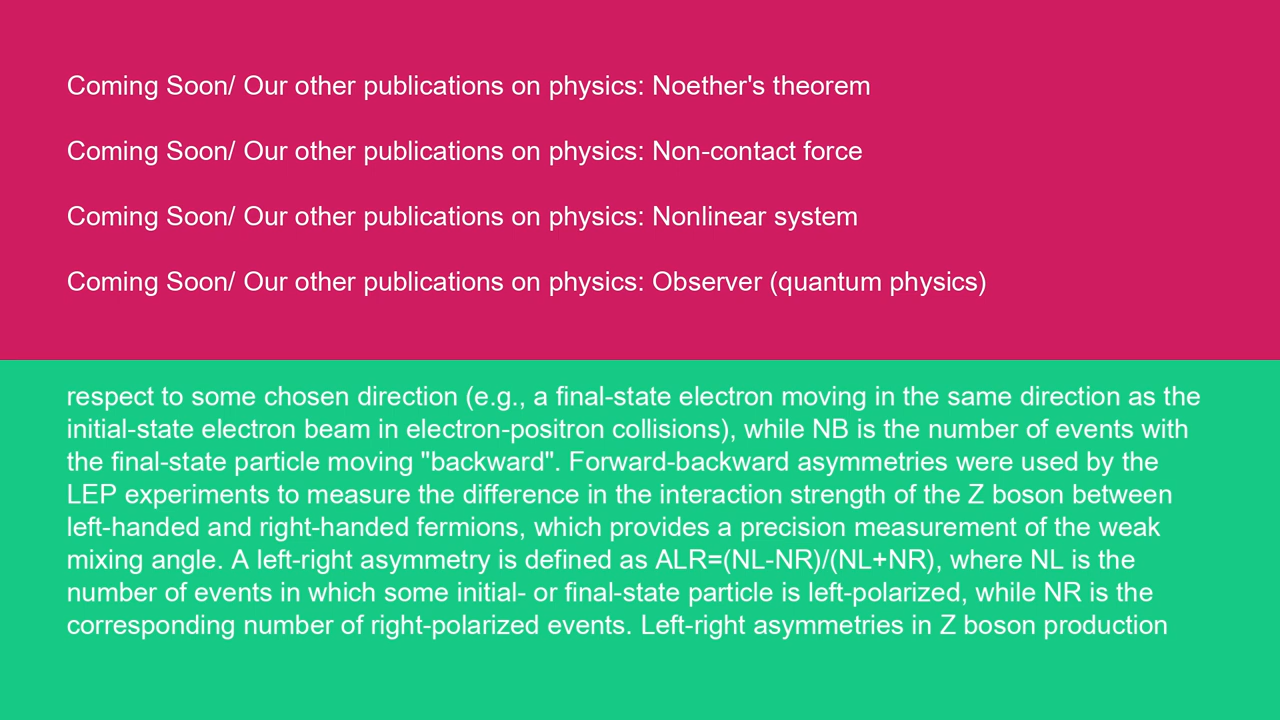 Coming Soon/ Our other publications on physics: Noether's theorem
Coming Soon/ Our other publications on physics: Non-contact force
Coming Soon/ Our other publications on physics: Nonlinear system
Coming Soon/ Our other publications on physics: Observer (quantum physics)
respect to some chosen direction (e.g., a final-state electron moving in the same direction as the
initial-state electron beam in electron-positron collisions), while NB is the number of events with
the final-state particle moving "backward". Forward-backward asymmetries were used by the
LEP experiments to measure the difference in the interaction strength of the Z boson between
left-handed and right-handed fermions, which provides a precision measurement of the weak
mixing angle. A left-right asymmetry is defined as ALR=(NL-NR)/(NL+NR), where NL is the
number of events in which some initial- or final-state particle is left-polarized, while NR is the
corresponding number of right-polarized events. Left-right asymmetries in Z boson production